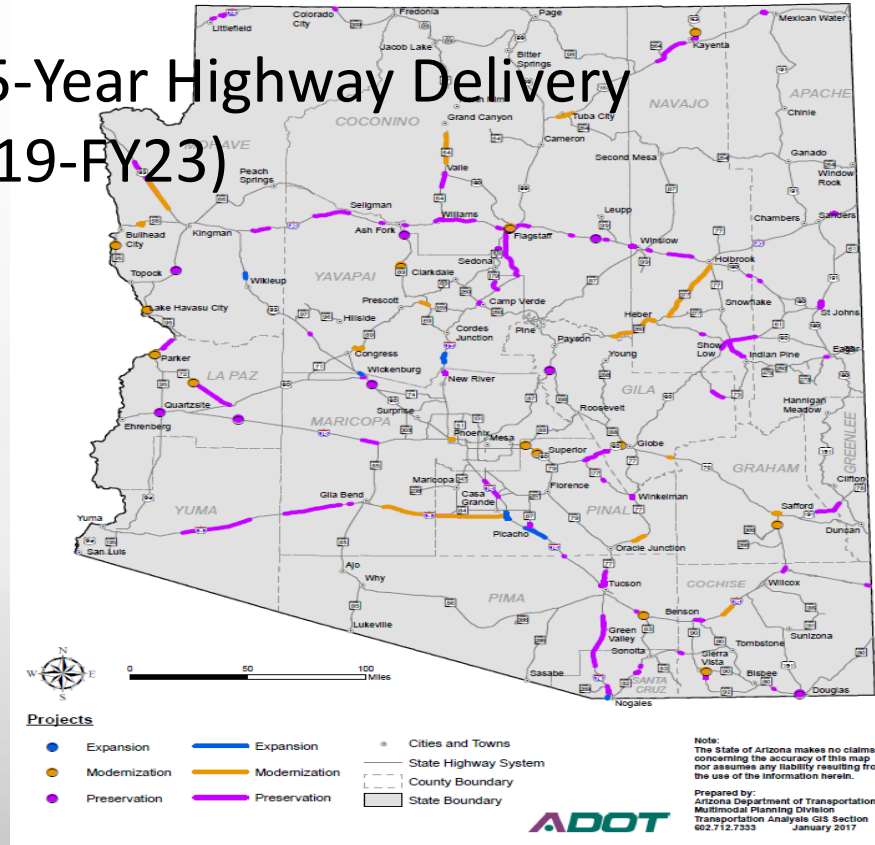 5-Year Highway Delivery
19-FY23)
Littlefield
Colorado
City
Fredonia
Page
Mexican Water
Jacob Lake
Bitter
Springs
Kayenta
NAVAJO
APACHE
COCONINO
Grand Canyon
Tuba City
Chinle
MOHAVE
Cameron
Valle
Second Mesa
Ganado
Window
Rock
Peach
Springs
Seligman
Williams
Leupp
Chambers
Sanders
Bullhead
City
Kingman
Ash Fork
Flagstaff
Winslow
Holbrook
Topock
Wikieup
YAVAPAI
Clarkdale
Sedona
Lake Havasu City
Hillside
Prescott
Camp Verde
Heber
Snowflake
St Johns
Cordes
Junction
Pine
Payson
Show
Low
Eagar
Parker
Congress
Young
Indian Pine
LA PAZ
Wickenburg
New River
GILA
Hannigan
Meadow
Quartzsite
Surprise
Roosevelt
Ehrenberg
MARICOPA
Phoenix
Mesa
Superior
Globe
GREENLEE
GRAHAM
Maricopa
Casa
Grande
Florence
Clifton
YUMA
Gila Bend
PINAL
Winkelman
Safford
Yuma
San Luis
Picacho
Oracle Junction
Duncan
Ajo
Why
Tucson
COCHISE
Willcox
PIMA
Benson
Lukeville
Green
Valley
Tombstone
Sunizona
Sonoita
Sierra
Vista
Bisbee
Sasabe
SANTA
CRUZ
Douglas
Nogales
N
W
E
S
0
50
100
Miles
Projects
Expansion
Expansion
Cities and Towns
Modernization
Modernization
State Highway System
County Boundary
Preservation
Preservation
State Boundary
ADOT
Note:
The State of Arizona makes no claims
concerning the accuracy of this map
nor assumes any liability resulting fro
the use of the information herein.
Prepared by:
Arizona Department of Transportation
Multimodal Planning Division
Transportation Analysis GIS Section
602.712.7333 January 2017